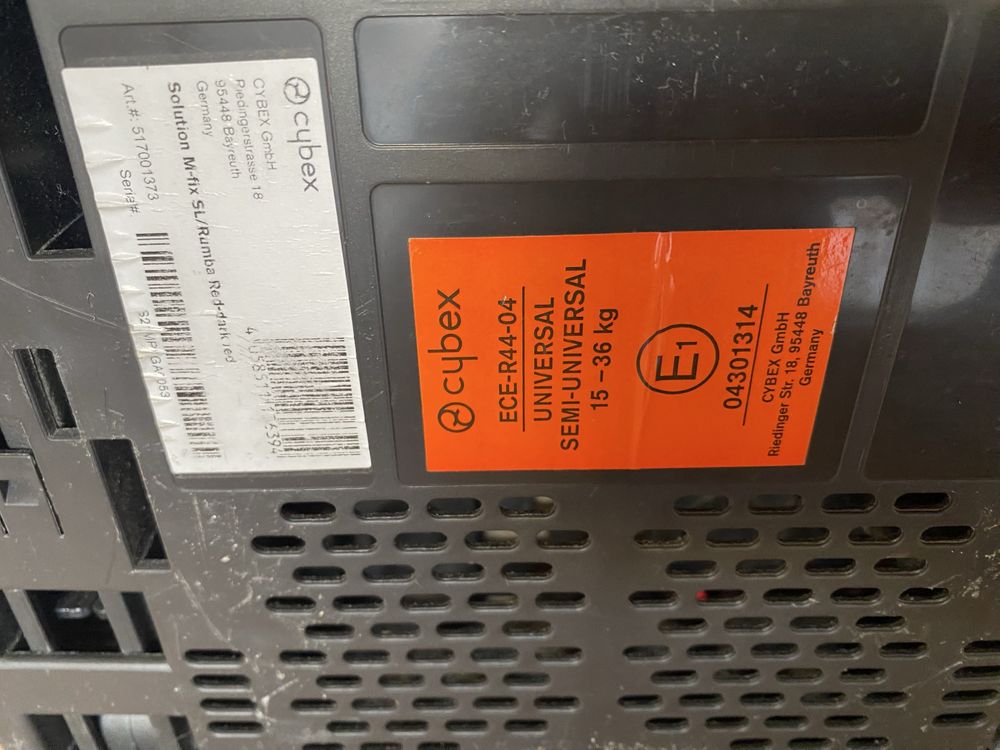 cybex
CYBEX GmbH
Riedingerstrasse 18
95448 Bayreuth
Germany
Solution M-fix SL/Rumba Red-dark red
Art.#: 517001373 Serial#:
cybex
ECE-R44-04
UNIVERSAL
SEMI-UNIVERSAL
15 – 36 kg
E1
04301314
CYBEX GmbH
Riedinger Str. 18, 95448 Bayreuth
Germany